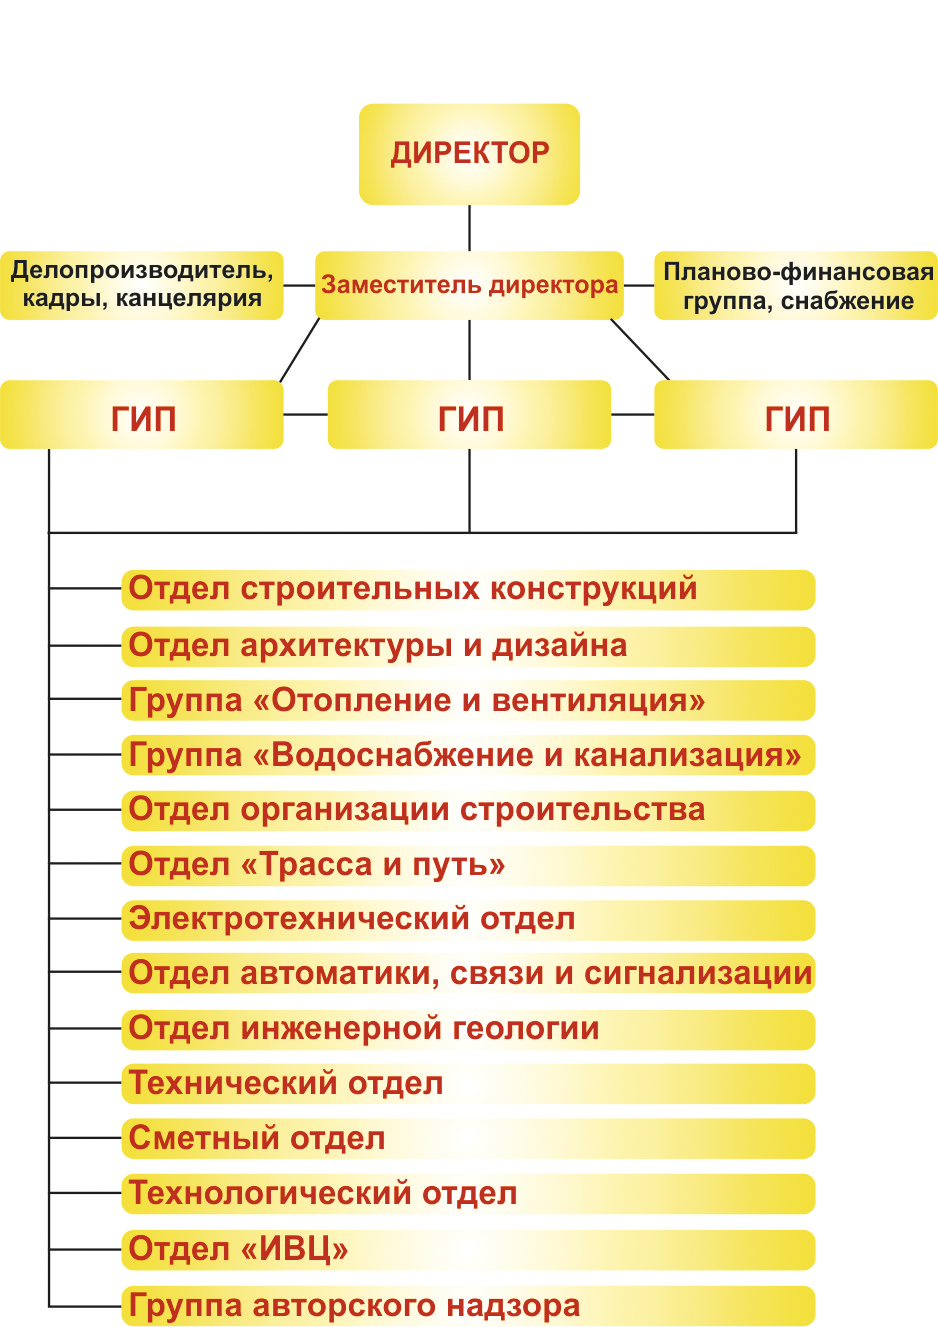 ДИРЕКТОР
Делопроизводитель,
кадры, канцелярия
Заместитель директора
Планово-финансовая
группа, снабжение
ГИП
ГИП
ГИП
Отдел строительных конструкций
Отдел архитектуры и дизайна
Группа «Отопление и вентиляция»
Группа «Водоснабжение и канализация»
Отдел организации строительства
Отдел «Трасса и путь»
Электротехнический отдел
Отдел автоматики, связи и сигнализации
Отдел инженерной геологии
Технический отдел
Сметный отдел
Технологический отдел
Отдел «ИВЦ»
Группа авторского надзора